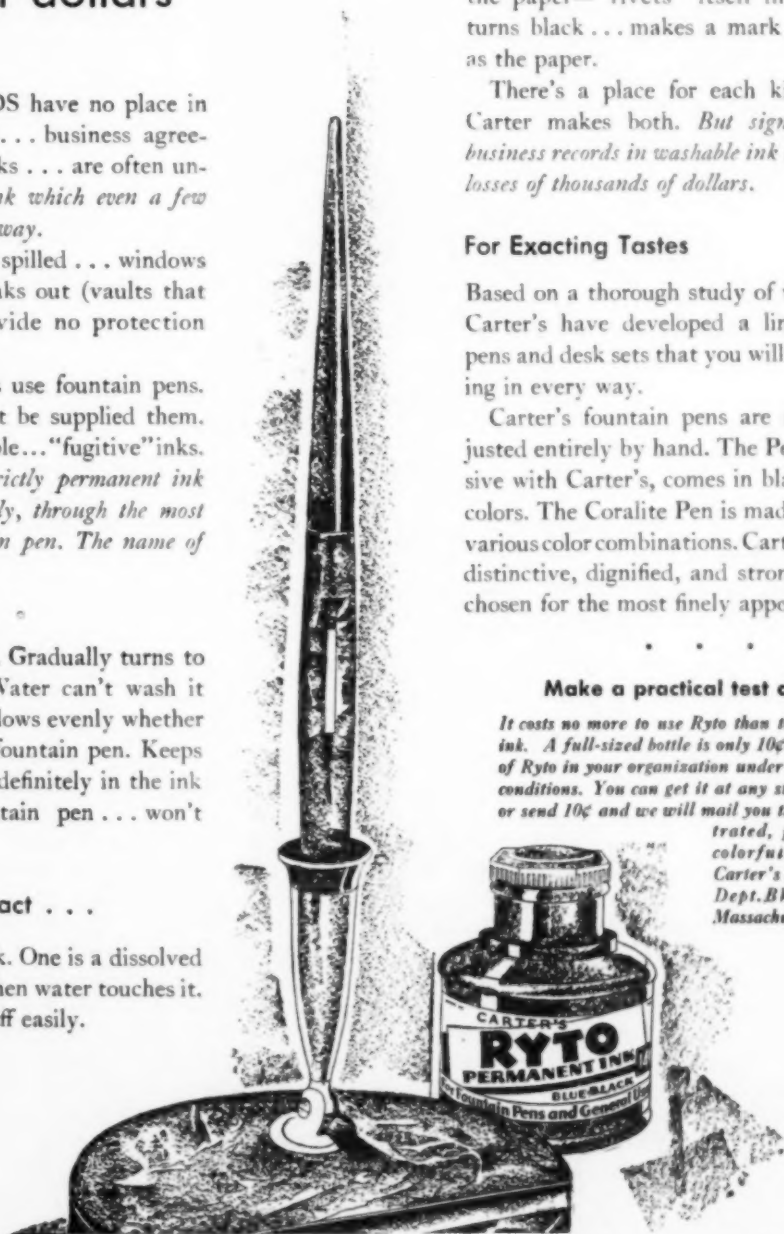 dollars
OS have no place in
... business agree-
ks ... are often un-
nk which even a few
way.
spilled ... windows
aks out (vaults that
vide no protection
s use fountain pens.
t be supplied them.
ble..."fugitive" inks.
rictly permanent ink
ly, through the most
n pen. The name of
Gradually turns to
Water can't wash it
lows evenly whether
fountain pen. Keeps
definitely in the ink
tain pen ... won't
act ...
k. One is a dissolved
hen water touches it.
ff easily.
the paper—"rivets" itself
turns black ... makes a mark
as the paper.
There's a place for each k
Carter makes both. But sign
business records in washable ink
losses of thousands of dollars.
For Exacting Tastes
Based on a thorough study of
Carter's have developed a lin
pens and desk sets that you will
ing in every way.
Carter's fountain pens are
justed entirely by hand. The Pe
sive with Carter's, comes in bla
colors. The Coralite Pen is mad
various color combinations. Cart
distinctive, dignified, and stron
chosen for the most finely appo
. . .
Make a practical test o
It costs no more to use Ryto than t
ink. A full-sized bottle is only 10¢
of Ryto in your organization under
conditions. You can get it at any st
or send 10¢ and we will mail you t
trated,
colorful
Carter's
Dept. B
Massachu
CARTER'S
RYTO
PERMANENT INK
BLUE-BLACK
for Fountain Pens and General Us